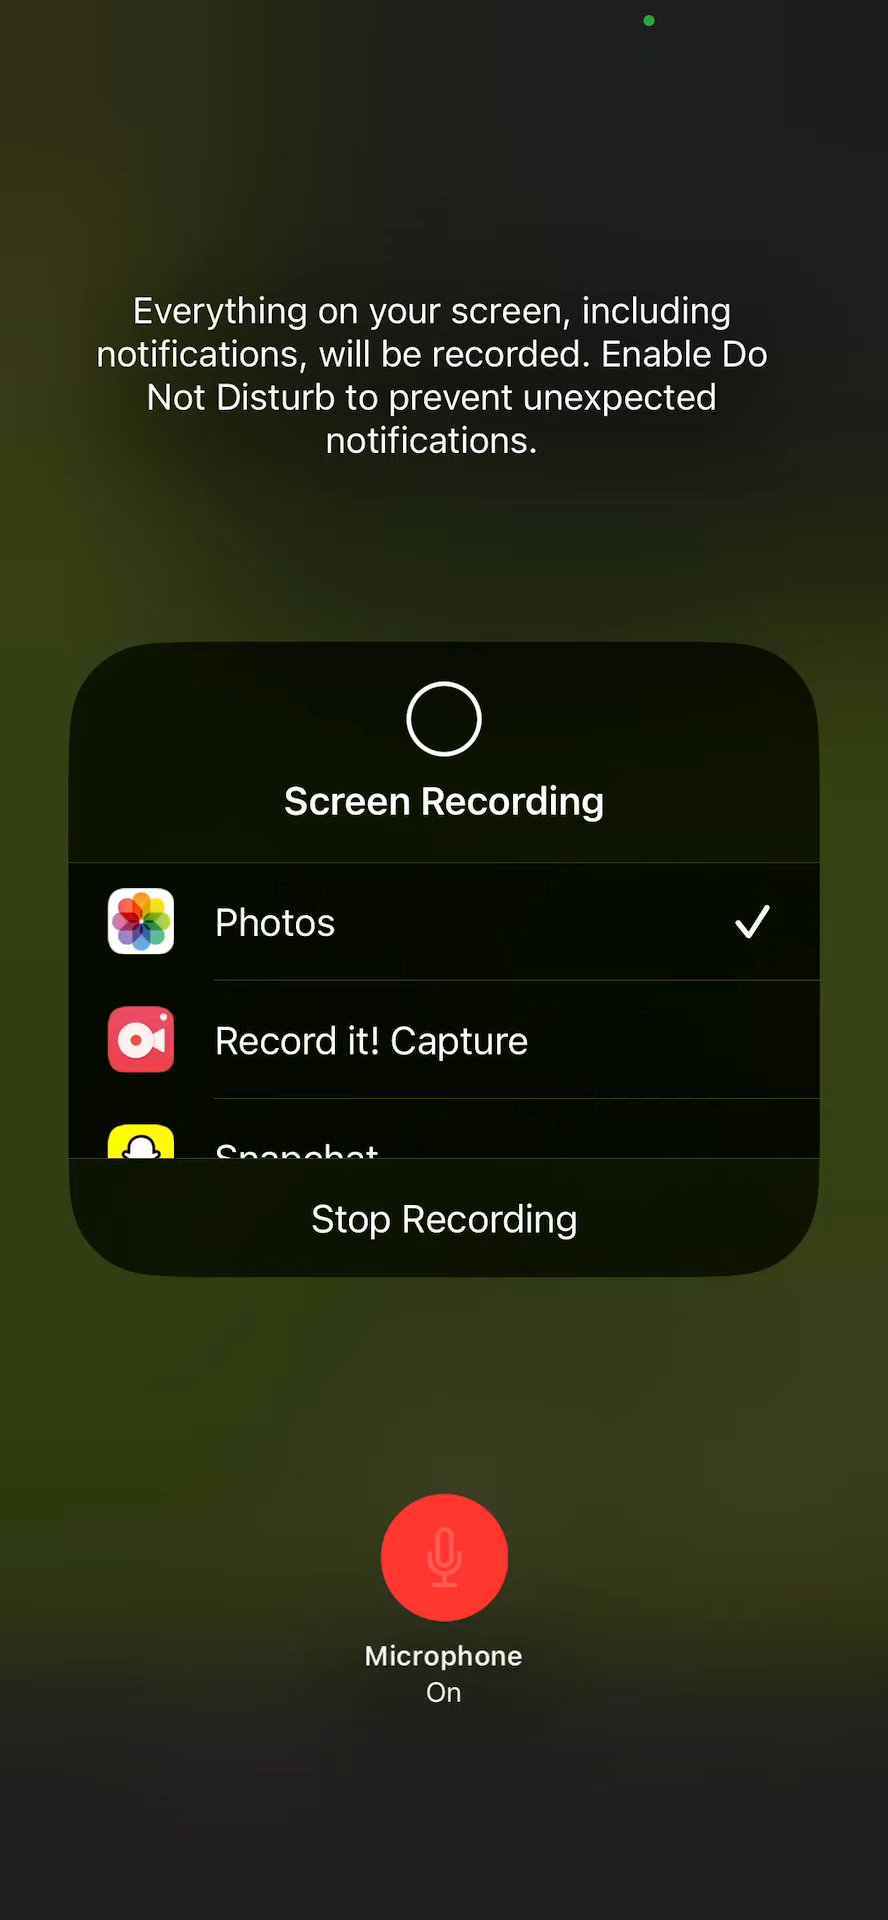 Everything on your screen, including
notifications, will be recorded. Enable Do
Not Disturb to prevent unexpected
notifications.
Screen Recording
Photos
Record it! Capture
Snapchat
Stop Recording
Microphone
On